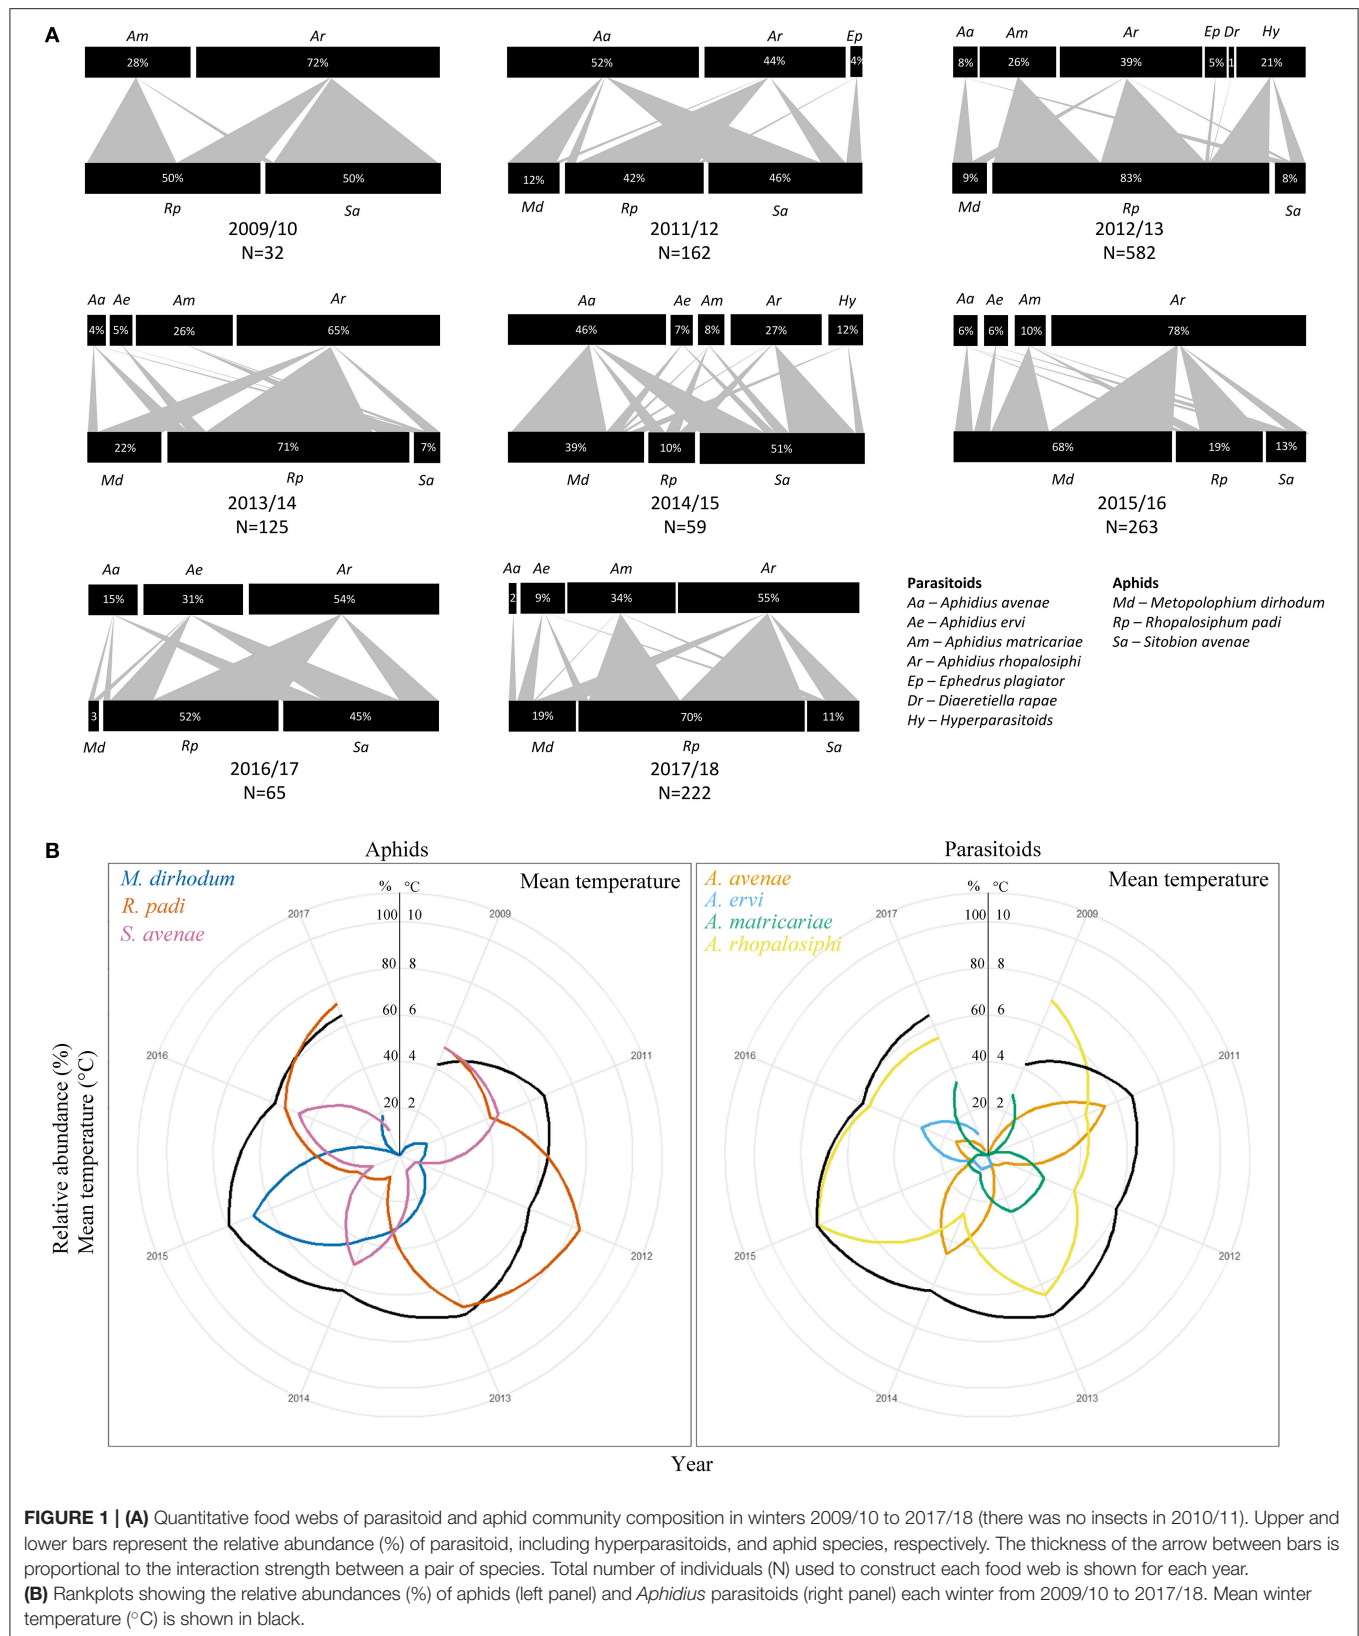 A
Am Ar
28% 72%
50% 50%
Rp Sa
2009/10
N=32
Aa Ar Ep
52% 44% 4%
12% 42% 46%
Md Rp Sa
2011/12
N=162
Aa Am Ar Ep Dr Hy
8% 26% 39% 5% 1 21%
9% 83% 8%
Md Rp Sa
2012/13
N=582
Aa Ae Am Ar
4% 5% 26% 65%
22% 71% 7%
Md Rp Sa
2013/14
N=125
Aa Ae Am Ar Hy
46% 7% 8% 27% 12%
39% 10% 51%
Md Rp Sa
2014/15
N=59
Aa Ae Am Ar
6% 6% 10% 78%
68% 19% 13%
Md Rp Sa
2015/16
N=263
Aa Ae Ar
15% 31% 54%
3 52% 45%
Md Rp Sa
2016/17
N=65
Aa Ae Am Ar
2 9% 34% 55%
19% 70% 11%
Md Rp Sa
2017/18
N=222
Parasitoids
Aa – Aphidius avenae
Ae – Aphidius ervi
Am – Aphidius matricariae
Ar – Aphidius rhopalosiphi
Ep – Ephedrus plagiator
Dr – Diaeretiella rapae
Hy – Hyperparasitoids
Aphids
Md – Metopolophium dirhodum
Rp – Rhopalosiphum padi
Sa – Sitobion avenae
B
Aphids
M. dirhodum
R. padi
S. avenae
Mean temperature
% °C
100 10
80 8
60 6
40 4
20 2
2009
2011
2012
2013
2014
2015
2016
2017
Relative abundance (%)
Mean temperature (°C)
Parasitoids
A. avenae
A. ervi
A. matricariae
A. rhopalosiphi
Mean temperature
% °C
100 10
80 8
60 6
40 4
20 2
2009
2011
2012
2013
2014
2015
2016
2017
Year
FIGURE 1 | (A) Quantitative food webs of parasitoid and aphid community composition in winters 2009/10 to 2017/18 (there was no insects in 2010/11). Upper and
lower bars represent the relative abundance (%) of parasitoid, including hyperparasitoids, and aphid species, respectively. The thickness of the arrow between bars is
proportional to the interaction strength between a pair of species. Total number of individuals (N) used to construct each food web is shown for each year.
(B) Rankplots showing the relative abundances (%) of aphids (left panel) and Aphidius parasitoids (right panel) each winter from 2009/10 to 2017/18. Mean winter
temperature (°C) is shown in black.